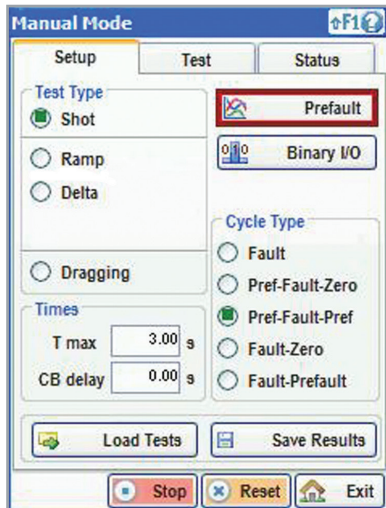 Manual Mode
F1
Setup Test Status
Test Type
Shot
Ramp
Delta
Dragging
Prefault
010 Binary I/O
Cycle Type
Fault
Pref-Fault-Zero
Pref-Fault-Pref
Fault-Zero
Fault-Prefault
Times
T max 3.00 s
CB delay 0.00 s
Load Tests Save Results
Stop Reset Exit